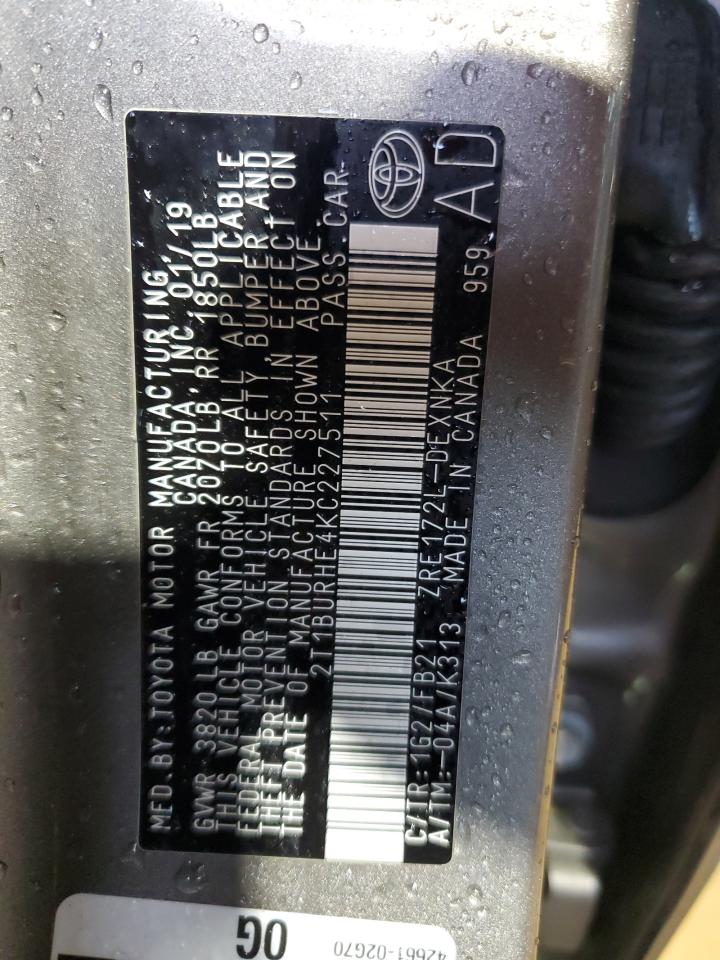 MFD.BY:TOYOTA MOTOR MANUFACTURING
CANADA, INC. 01/19
GVWR 3820LB GAWR FR 2020LB RR 1850LB
THIS VEHICLE CONFORMS TO ALL APPLICABLE
FEDERAL MOTOR VEHICLE SAFETY, BUMPER AND
THEFT PREVENTION STANDARDS IN EFFECT ON
THE DATE OF MANUFACTURE SHOWN ABOVE.
2T1BURHE4KC227511 PASS.CAR
C/TR:1G2/FB21 ZRE172L-DEXNKA
A/TM:-04A/K313 MADE IN CANADA 959
AD
0G
42661-02G70